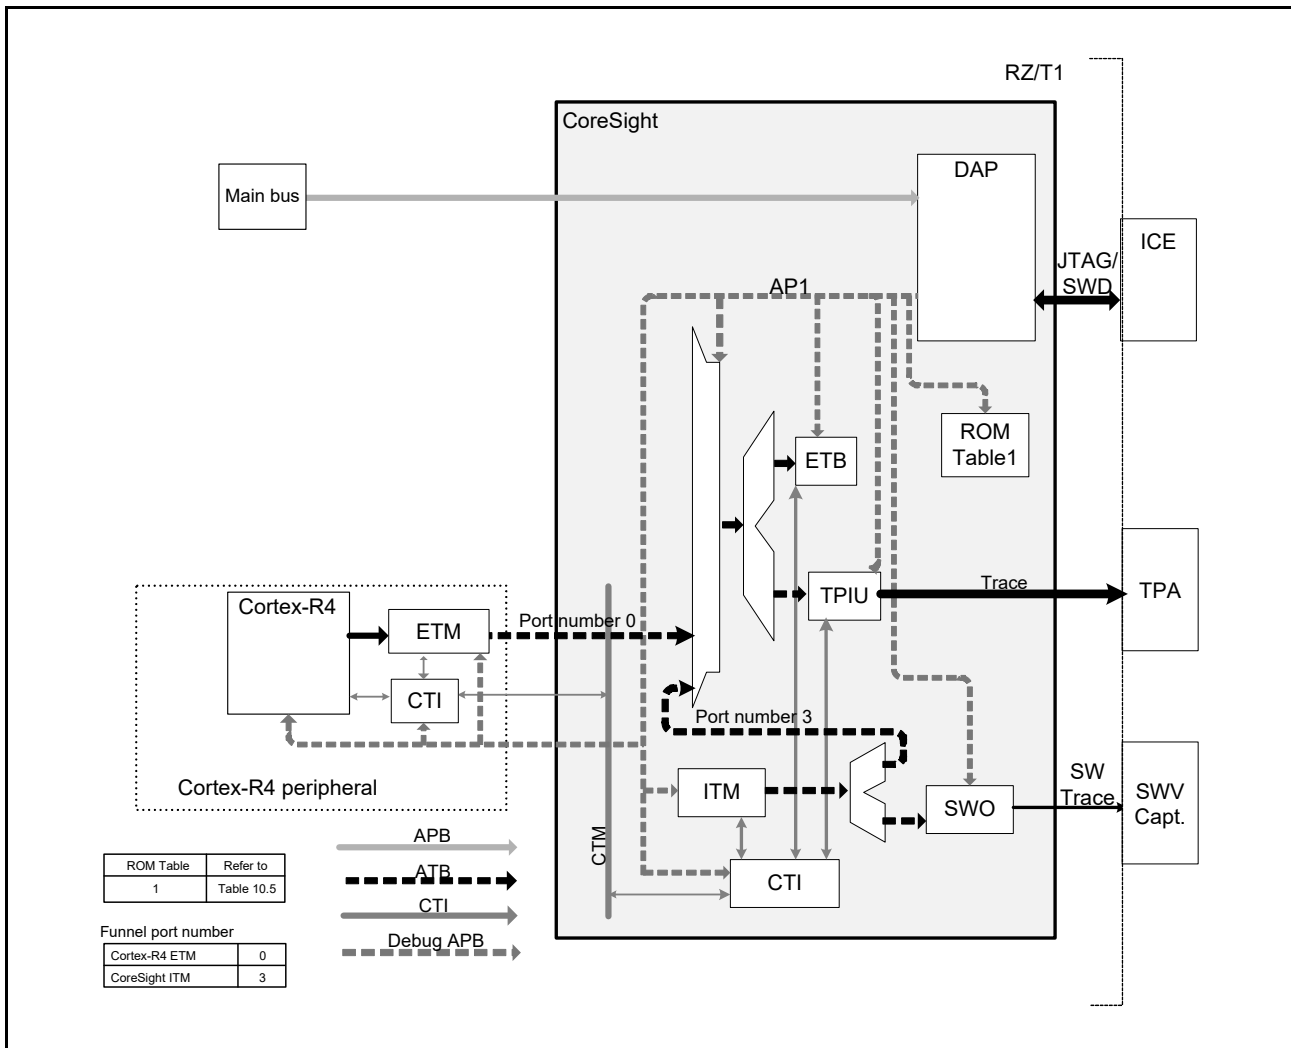 RZ/T1
CoreSight
DAP
Main bus
ICE
JTAG/
SWD
AP1
ROM
Table1
ETB
Cortex-R4
ETM
Port number 0
TPIU
Trace
TPA
CTI
Port number 3
Cortex-R4 peripheral
ITM
SWO
SW
Trace
SWV
Capt.
CTM
CTI
APB
ATB
CTI
Debug APB
ROM Table Refer to
1 Table 10.5
Funnel port number
Cortex-R4 ETM 0
CoreSight ITM 3